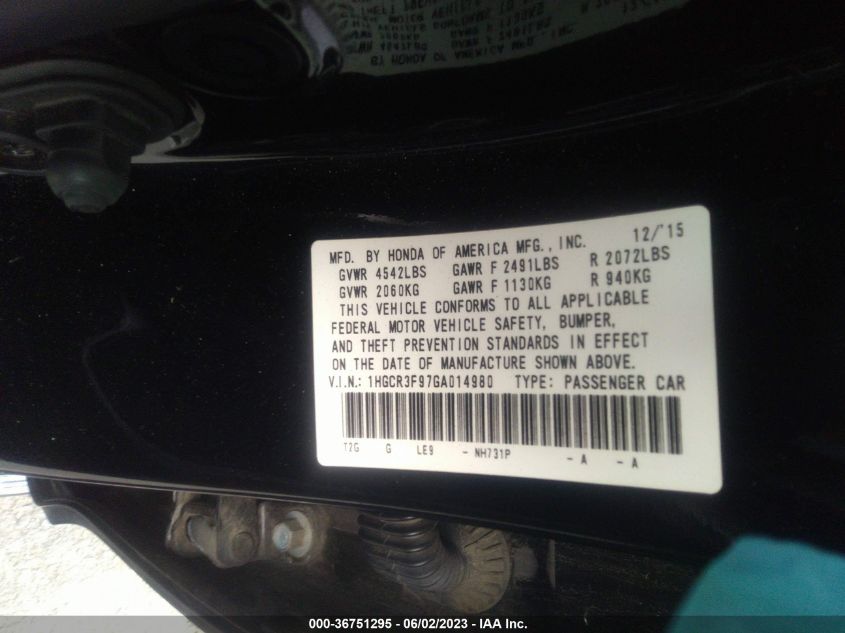 MFD. BY HONDA OF AMERICA MFG., INC. 12/'15
GVWR 4542LBS GAWR F 2491LBS R 2072LBS
GVWR 2060KG GAWR F 1130KG R 940KG
THIS VEHICLE CONFORMS TO ALL APPLICABLE
FEDERAL MOTOR VEHICLE SAFETY, BUMPER,
AND THEFT PREVENTION STANDARDS IN EFFECT
ON THE DATE OF MANUFACTURE SHOWN ABOVE.
V.I.N.: 1HGCR3F97GA014980 TYPE: PASSENGER CAR
T2G G LE9 - NH731P - A - A
000-36751295 - 06/02/2023 - IAA Inc.